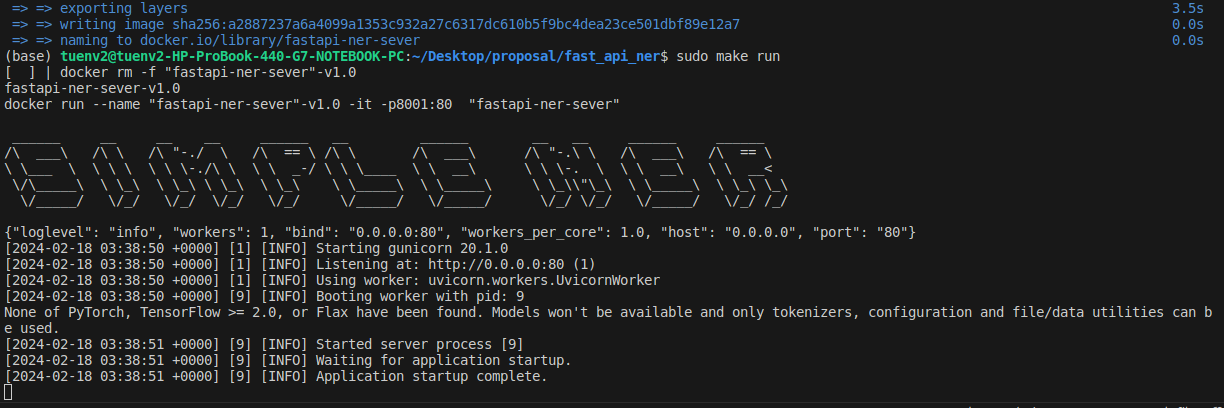 => => exporting layers 3.5s
=> => writing image sha256:a2887237a6a4099a1353c932a27c6317dc610b5f9bc4dea23ce501dbf89e12a7 0.0s
=> => naming to docker.io/library/fastapi-ner-sever 0.0s
(base) tuenv2@tuenv2-HP-ProBook-440-G7-NOTEBOOK-PC:~/Desktop/proposal/fast_api_ner$ sudo make run
[  ] | docker rm -f "fastapi-ner-sever"-v1.0
fastapi-ner-sever-v1.0
docker run --name "fastapi-ner-sever"-v1.0 -it -p8001:80  "fastapi-ner-sever"
SIMPLE NER
{"loglevel": "info", "workers": 1, "bind": "0.0.0.0:80", "workers_per_core": 1.0, "host": "0.0.0.0", "port": "80"}
[2024-02-18 03:38:50 +0000] [1] [INFO] Starting gunicorn 20.1.0
[2024-02-18 03:38:50 +0000] [1] [INFO] Listening at: http://0.0.0.0:80 (1)
[2024-02-18 03:38:50 +0000] [1] [INFO] Using worker: uvicorn.workers.UvicornWorker
[2024-02-18 03:38:50 +0000] [9] [INFO] Booting worker with pid: 9
None of PyTorch, TensorFlow >= 2.0, or Flax have been found. Models won't be available and only tokenizers, configuration and file/data utilities can b
e used.
[2024-02-18 03:38:51 +0000] [9] [INFO] Started server process [9]
[2024-02-18 03:38:51 +0000] [9] [INFO] Waiting for application startup.
[2024-02-18 03:38:51 +0000] [9] [INFO] Application startup complete.